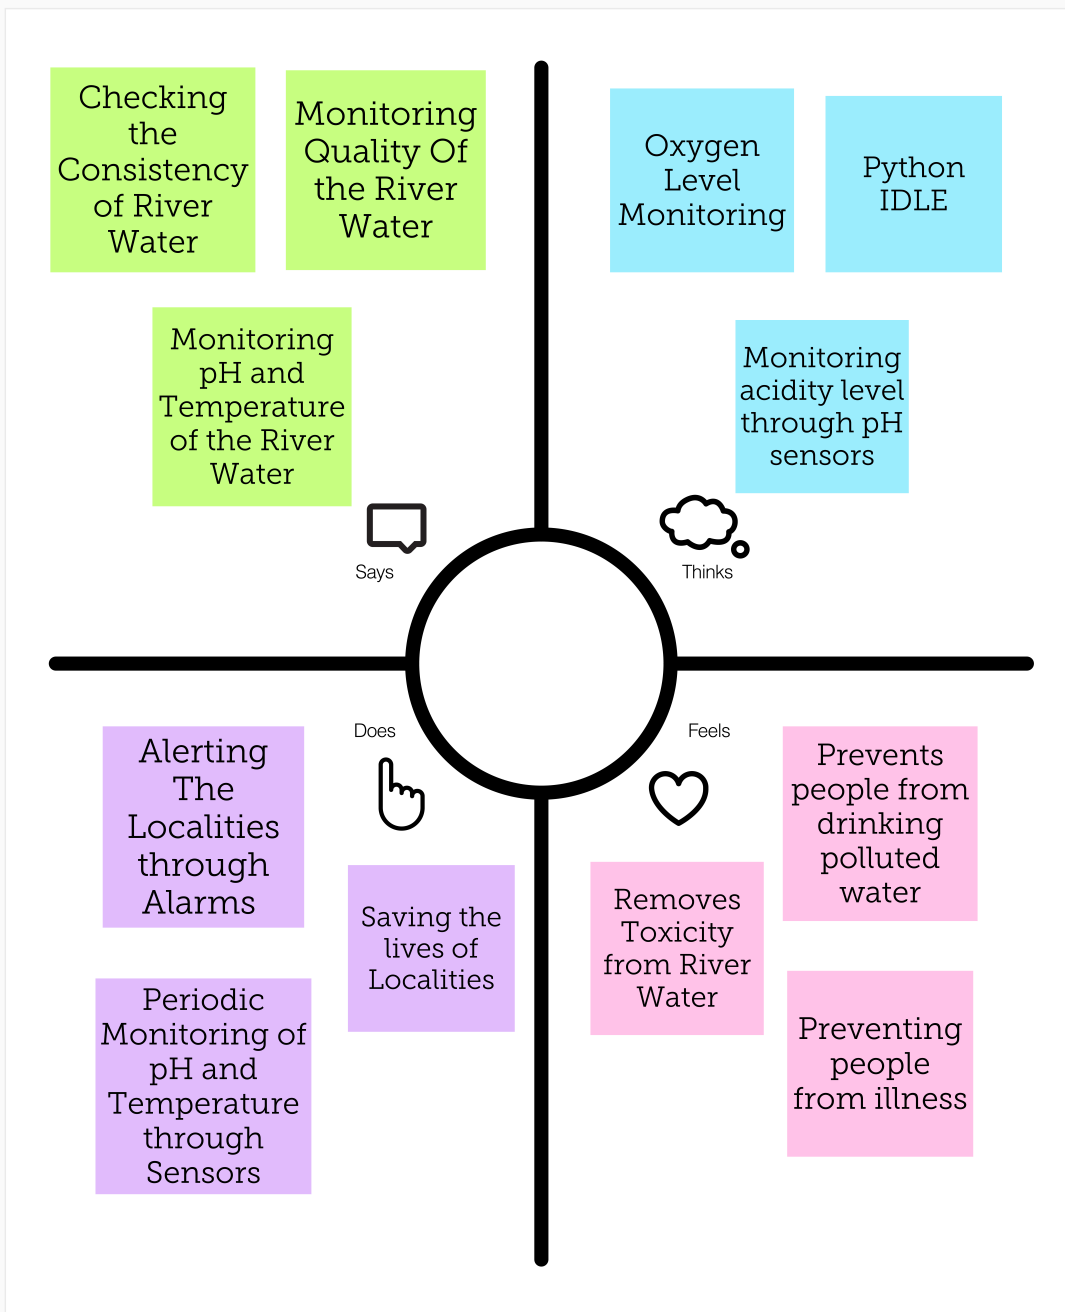 Checking
the
Consistency
of River
Water
Monitoring
Quality Of
the River
Water
Monitoring
pH and
Temperature
of the River
Water
Says
Oxygen
Level
Monitoring
Python
IDLE
Monitoring
acidity level
through pH
sensors
Thinks
Does
Alerting
The
Localities
through
Alarms
Saving the
lives of
Localities
Periodic
Monitoring of
pH and
Temperature
through
Sensors
Feels
Prevents
people from
drinking
polluted
water
Removes
Toxicity
from River
Water
Preventing
people
from illness